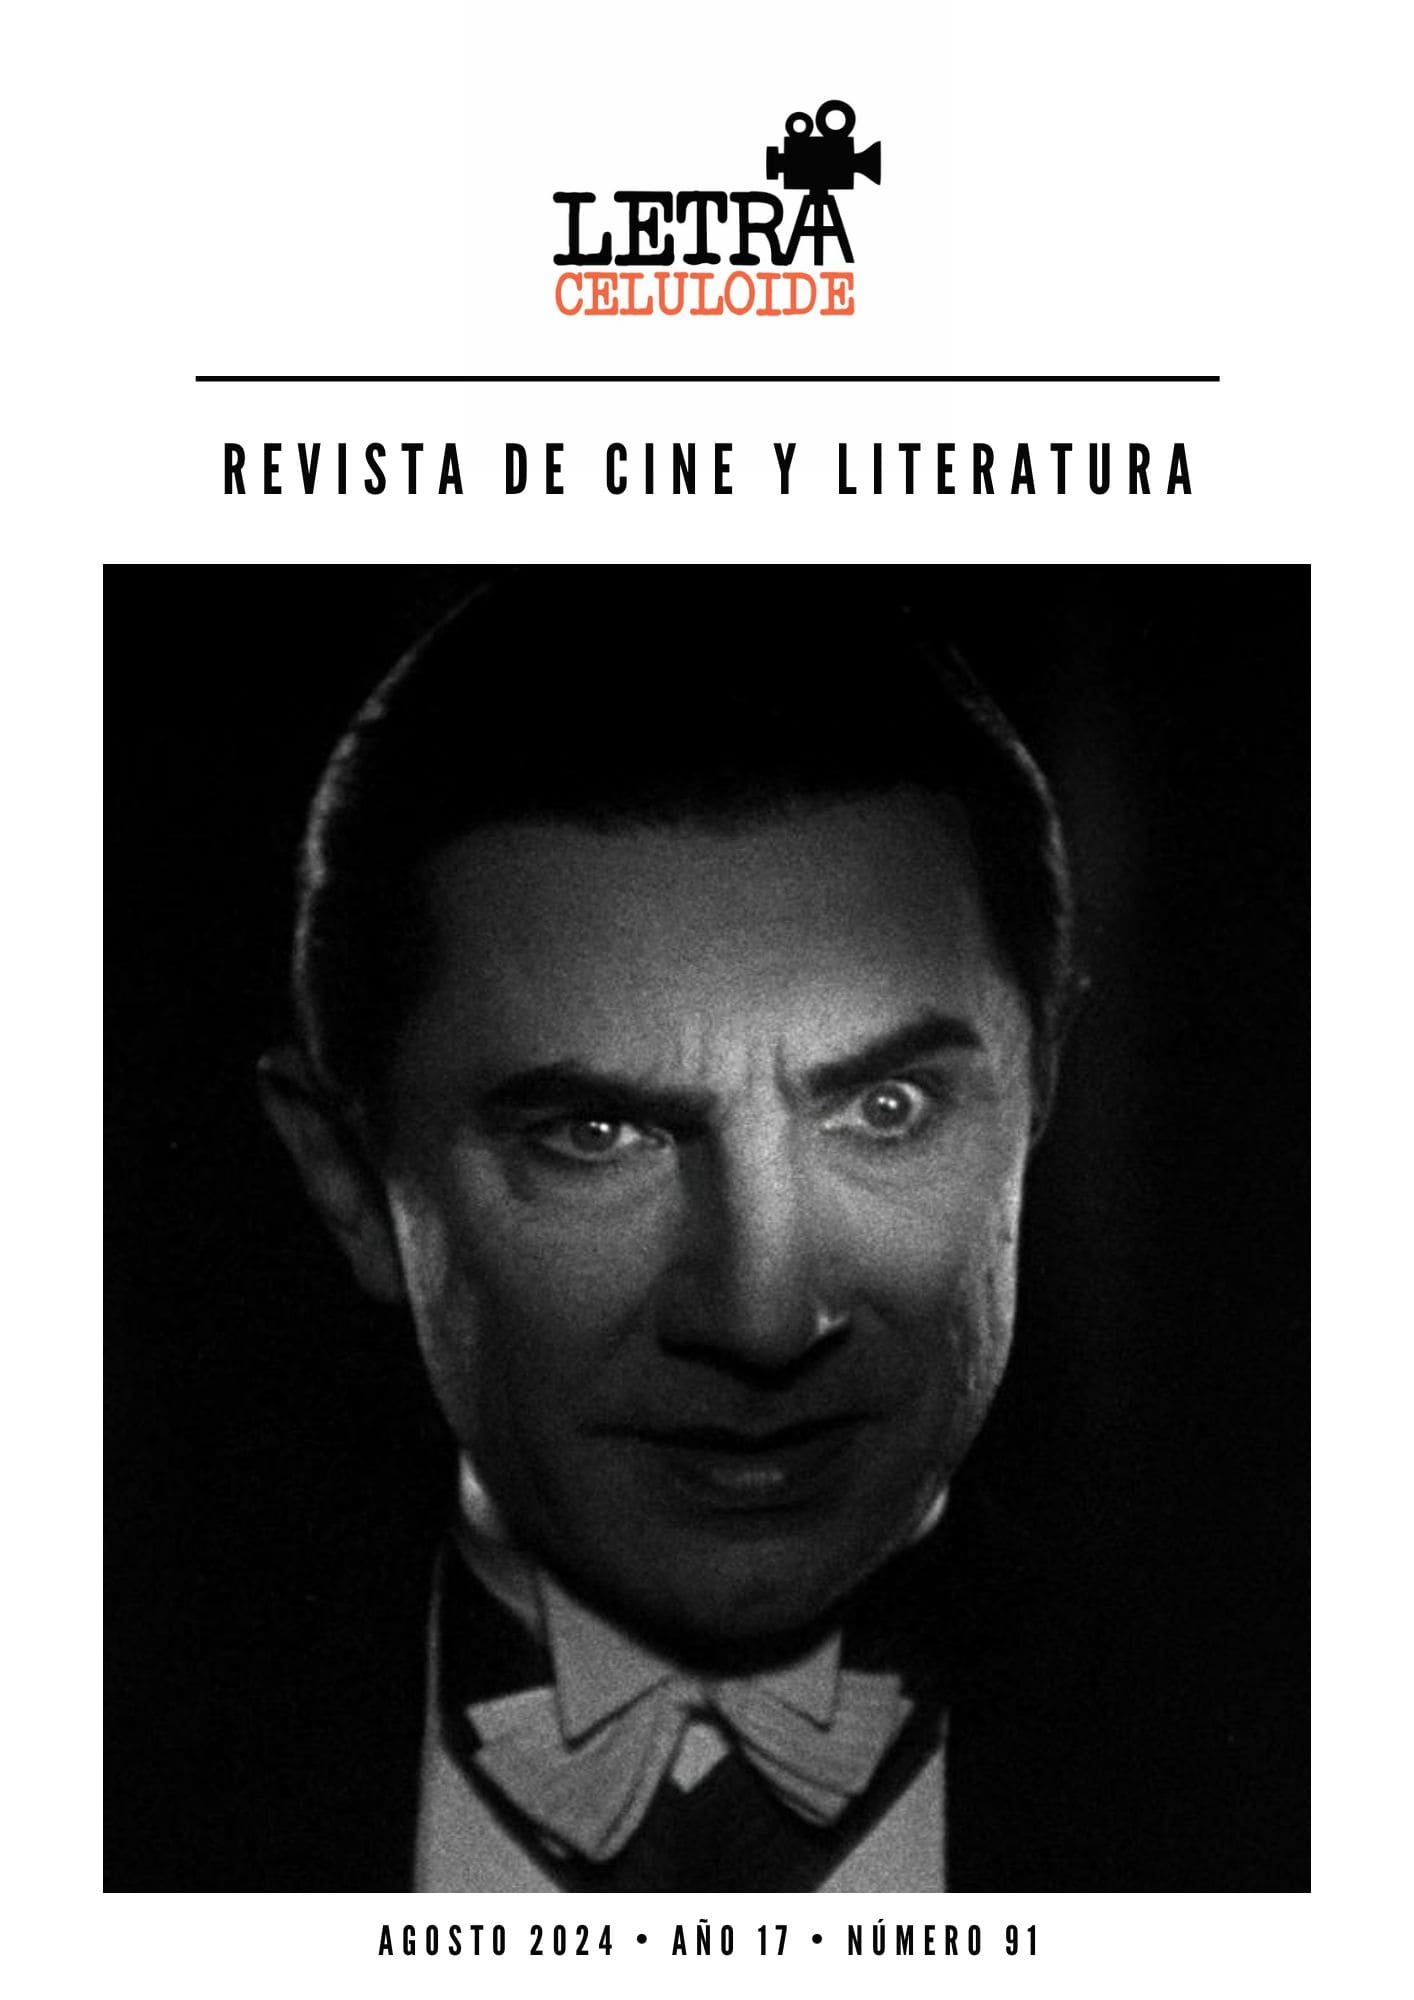 LETRA
CELULOIDE
REVISTA DE CINE Y LITERATURA
AGOSTO 2024 • AÑO 17 • NÚMERO 91